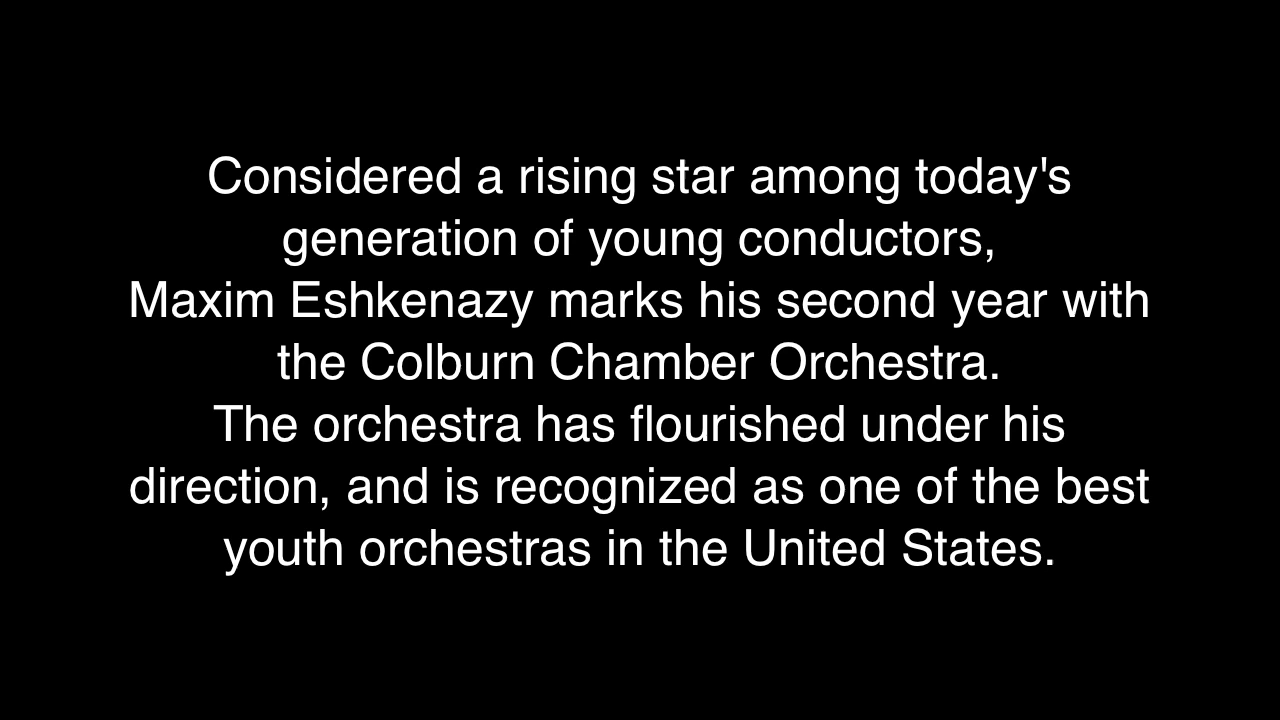 Considered a rising star among today's
generation of young conductors,
Maxim Eshkenazy marks his second year with
the Colburn Chamber Orchestra.
The orchestra has flourished under his
direction, and is recognized as one of the best
youth orchestras in the United States.